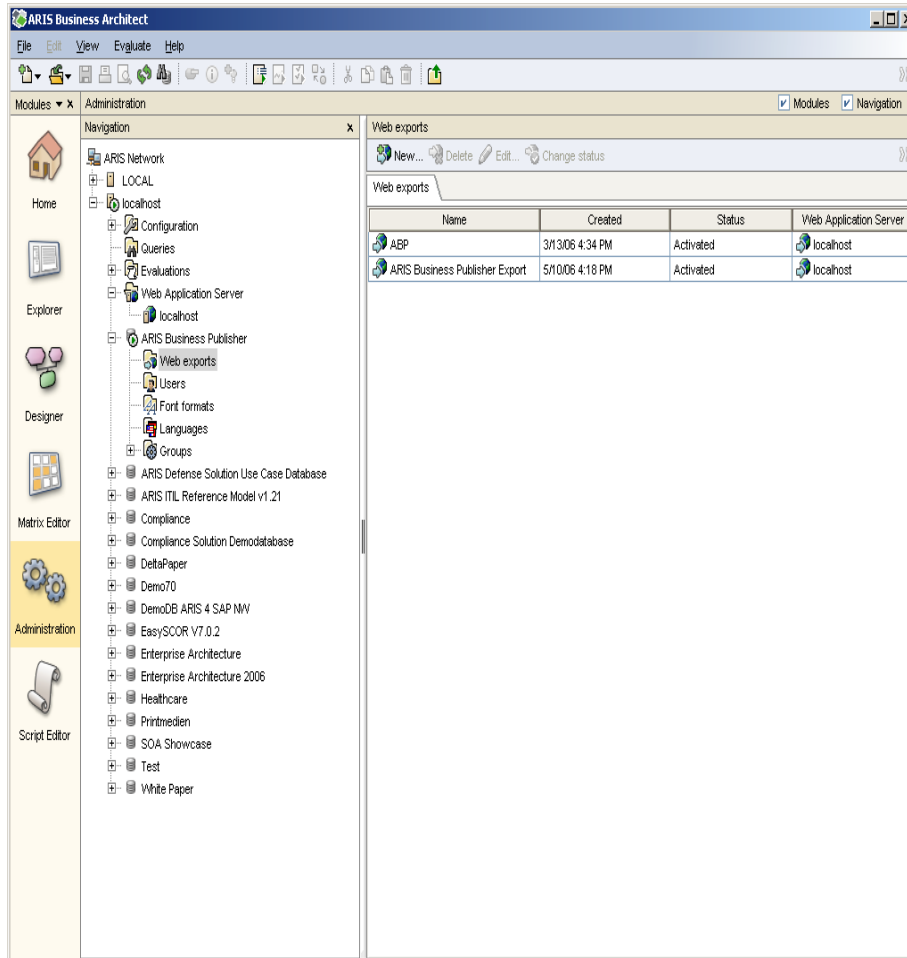 ARIS Business Architect
File Edit View Evaluate Help
Modules Administration Modules Navigation
Navigation
ARIS Network
LOCAL
localhost
Configuration
Queries
Evaluations
Web Application Server
localhost
ARIS Business Publisher
Web exports
Users
Font formats
Languages
Groups
ARIS Defense Solution Use Case Database
ARIS ITIL Reference Model v1.21
Compliance
Compliance Solution Demodatabase
DeltaPaper
Demo70
DemoDB ARIS 4 SAP NW
EasySCOR V7.0.2
Enterprise Architecture
Enterprise Architecture 2006
Healthcare
Printmedien
SOA Showcase
Test
White Paper
Home
Explorer
Designer
Matrix Editor
Administration
Script Editor
Web exports
New... Delete Edit... Change status
Web exports
Name Created Status Web Application Server
ABP 3/13/06 4:34 PM Activated localhost
ARIS Business Publisher Export 5/10/06 4:18 PM Activated localhost